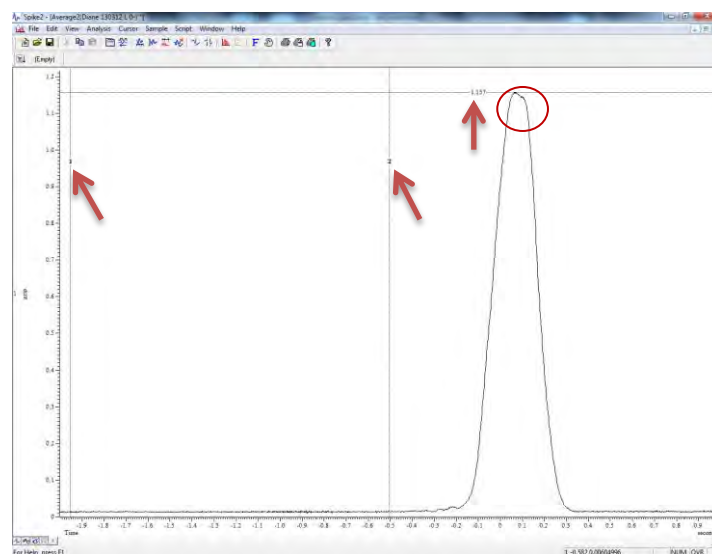 Spike2 - [Average2(Diane 130312 L 0-)**]
File Edit View Analysis Cursor Sample Script Window Help
(Empty)
1.2
1.1
1.0
0.9
0.8
0.7
0.6
0.5
0.4
0.3
0.2
0.1
0
1.157
1
2
-1.9 -1.8 -1.7 -1.6 -1.5 -1.4 -1.3 -1.2 -1.1 -1.0 -0.9 -0.8 -0.7 -0.6 -0.5 -0.4 -0.3 -0.2 -0.1 0 0.1 0.2 0.3 0.4 0.5 0.6 0.7 0.8 0.9
Time
For Help, press F1
NUM OVR